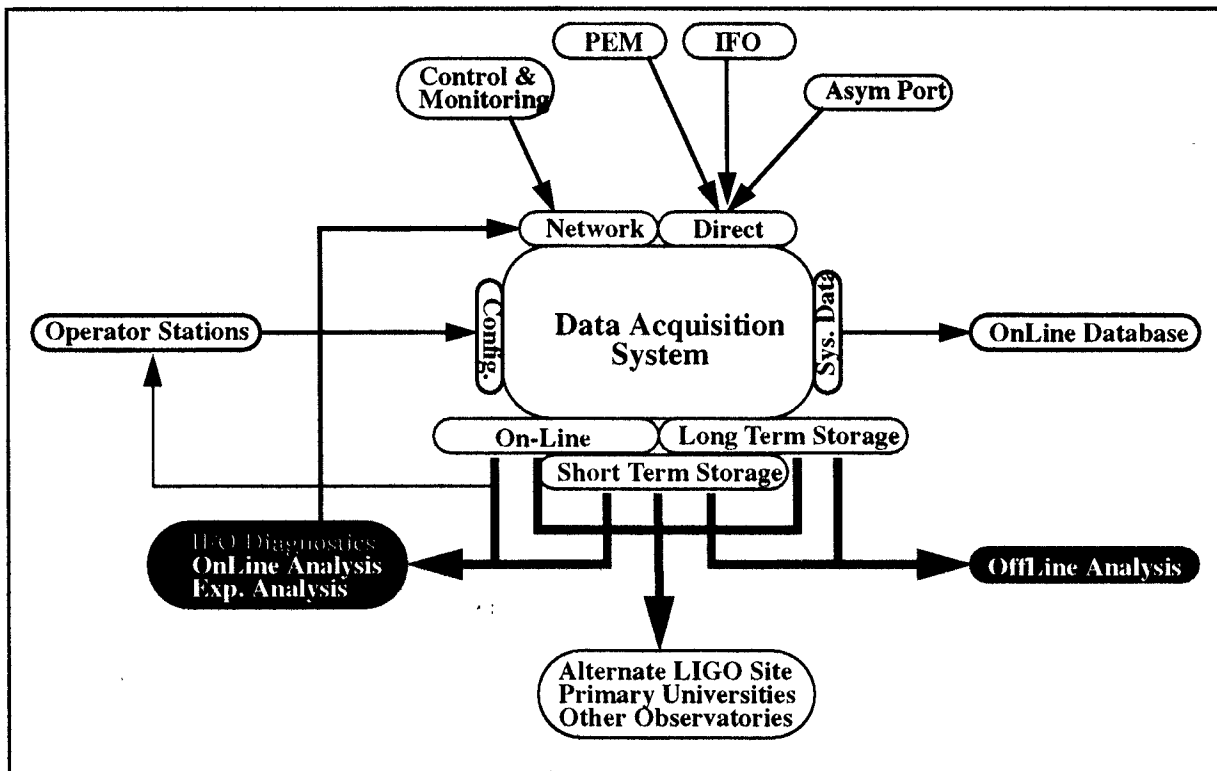 PEM
IFO
Control &
Monitoring
Asym Port
Network
Direct
Operator Stations
Config.
Data Acquisition
System
Sys. Data
OnLine Database
On-Line
Long Term Storage
Short Term Storage
IFO Diagnostics
OnLine Analysis
Exp. Analysis
OffLine Analysis
Alternate LIGO Site
Primary Universities
Other Observatories